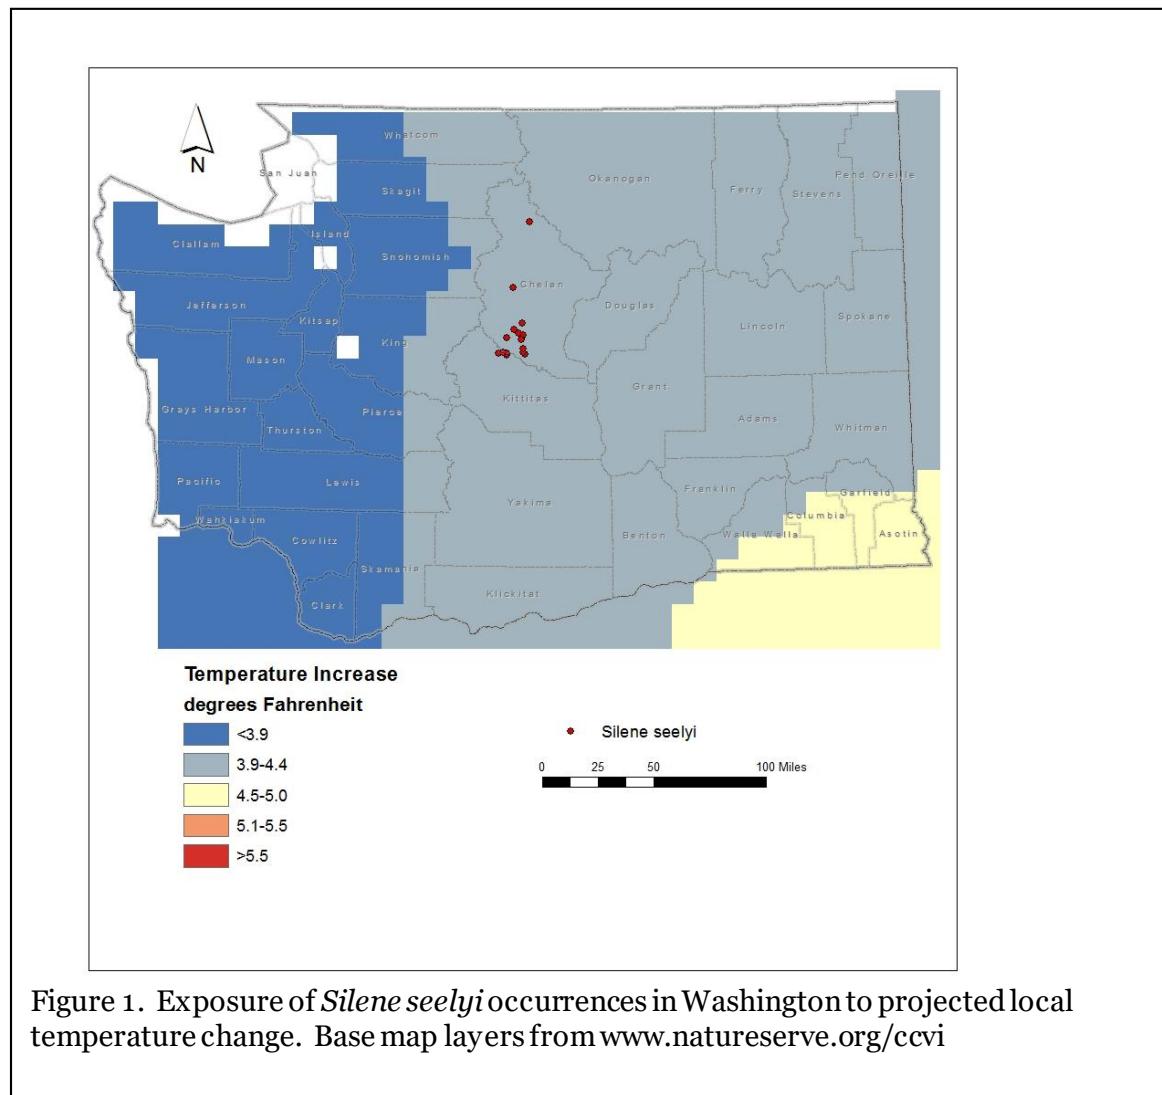 N
Whatcom
San Juan
Skagit
Okanogan
Ferry
Stevens
Pend Oreille
Island
Clallam
Snohomish
Chelan
Jefferson
Kitsap
Douglas
Lincoln
Spokane
King
Mason
Grant
Kittitas
Grays Harbor
Pierce
Adams
Whitman
Thurston
Pacific
Lewis
Yakima
Franklin
Garfield
Wahkiakum
Columbia
Cowlitz
Benton
Walla Walla
Asotin
Skamania
Clark
Klickitat
Temperature Increase
degrees Fahrenheit
<3.9
3.9-4.4
4.5-5.0
5.1-5.5
>5.5
Silene seelyi
0 25 50 100 Miles
Figure 1. Exposure of Silene seelyi occurrences in Washington to projected local
temperature change. Base map layers from www.natureserve.org/ccvi